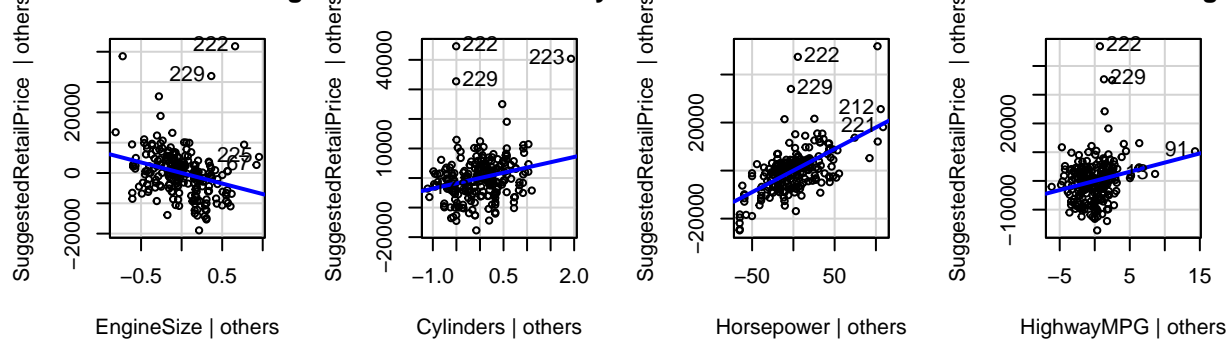 SuggestedRetailPrice | others
−20000 0 20000
222
229
225
67
−0.5 0.5
EngineSize | others
SuggestedRetailPrice | others
−20000 10000 40000
222
223
229
−1.0 0.5 2.0
Cylinders | others
SuggestedRetailPrice | others
−20000 20000
222
229
212
221
−50 50
Horsepower | others
SuggestedRetailPrice | others
−10000 20000
222
229
91
−5 5 15
HighwayMPG | others